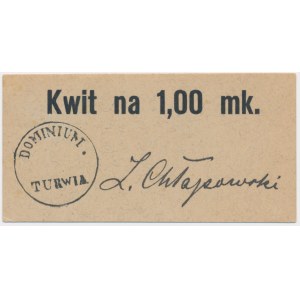 Kwit na 1,00 mk.
DOMINIUM.
TURWIA
Z. Chłapowski